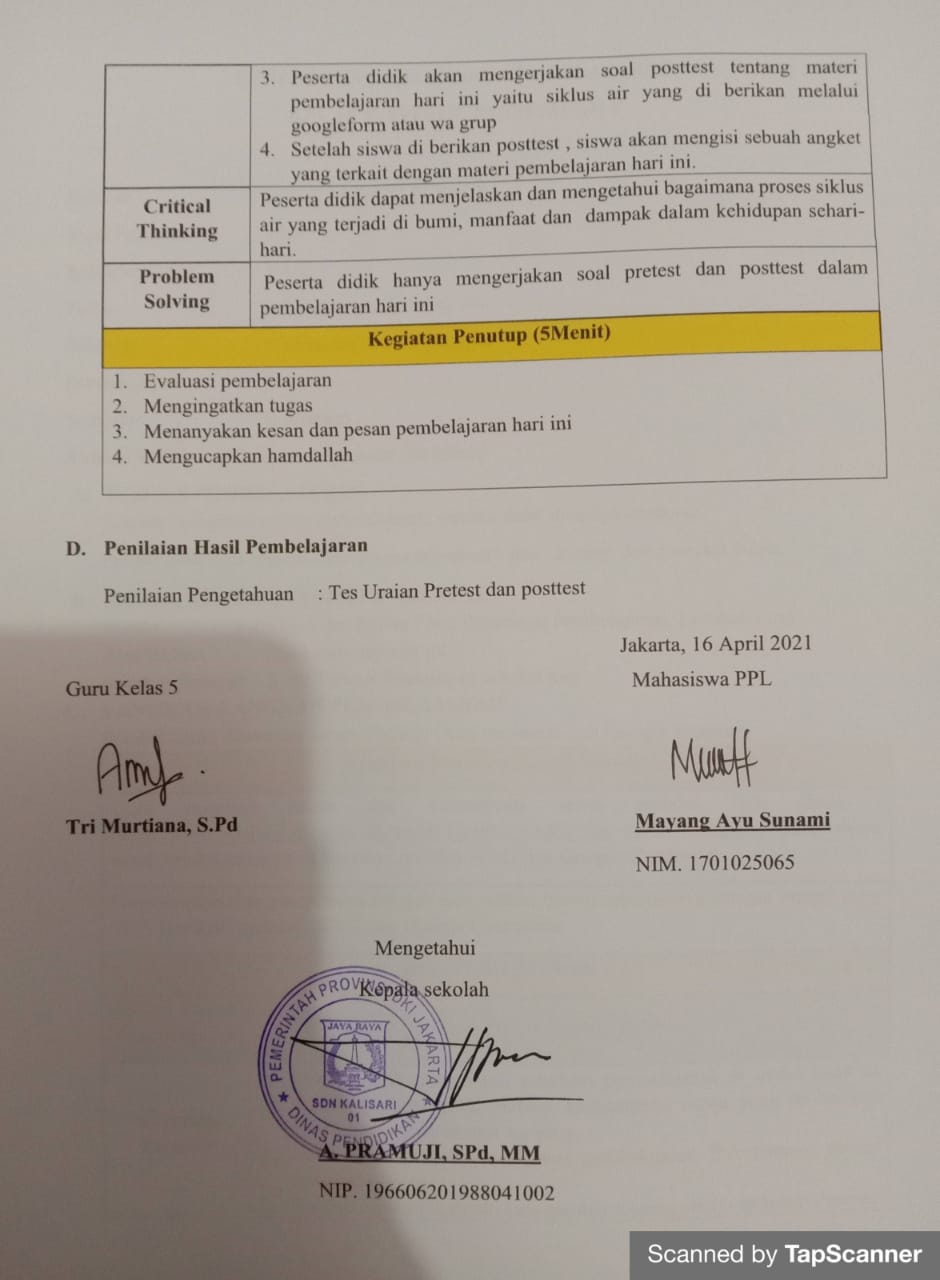 3. Peserta didik akan mengerjakan soal posttest tentang materi
pembelajaran hari ini yaitu siklus air yang di berikan melalui
googleform atau wa grup
4. Setelah siswa di berikan posttest , siswa akan mengisi sebuah angket
yang terkait dengan materi pembelajaran hari ini.
Critical
Thinking
Peserta didik dapat menjelaskan dan mengetahui bagaimana proses siklus
air yang terjadi di bumi, manfaat dan dampak dalam kehidupan sehari-
hari.
Problem
Solving
Peserta didik hanya mengerjakan soal pretest dan posttest dalam
pembelajaran hari ini
Kegiatan Penutup (5Menit)
1. Evaluasi pembelajaran
2. Mengingatkan tugas
3. Menanyakan kesan dan pesan pembelajaran hari ini
4. Mengucapkan hamdallah
D. Penilaian Hasil Pembelajaran
Penilaian Pengetahuan : Tes Uraian Pretest dan posttest
Jakarta, 16 April 2021
Guru Kelas 5
Mahasiswa PPL
Tri Murtiana, S.Pd
Mayang Ayu Sunami
NIM. 1701025065
Mengetahui
Kepala sekolah
PEMERINTAH PROVINSI DKI JAKARTA
JAYA RAYA
SDN KALISARI
01
DINAS PENDIDIKAN
A. PRAMUJI, SPd, MM
NIP. 196606201988041002
Scanned by TapScanner